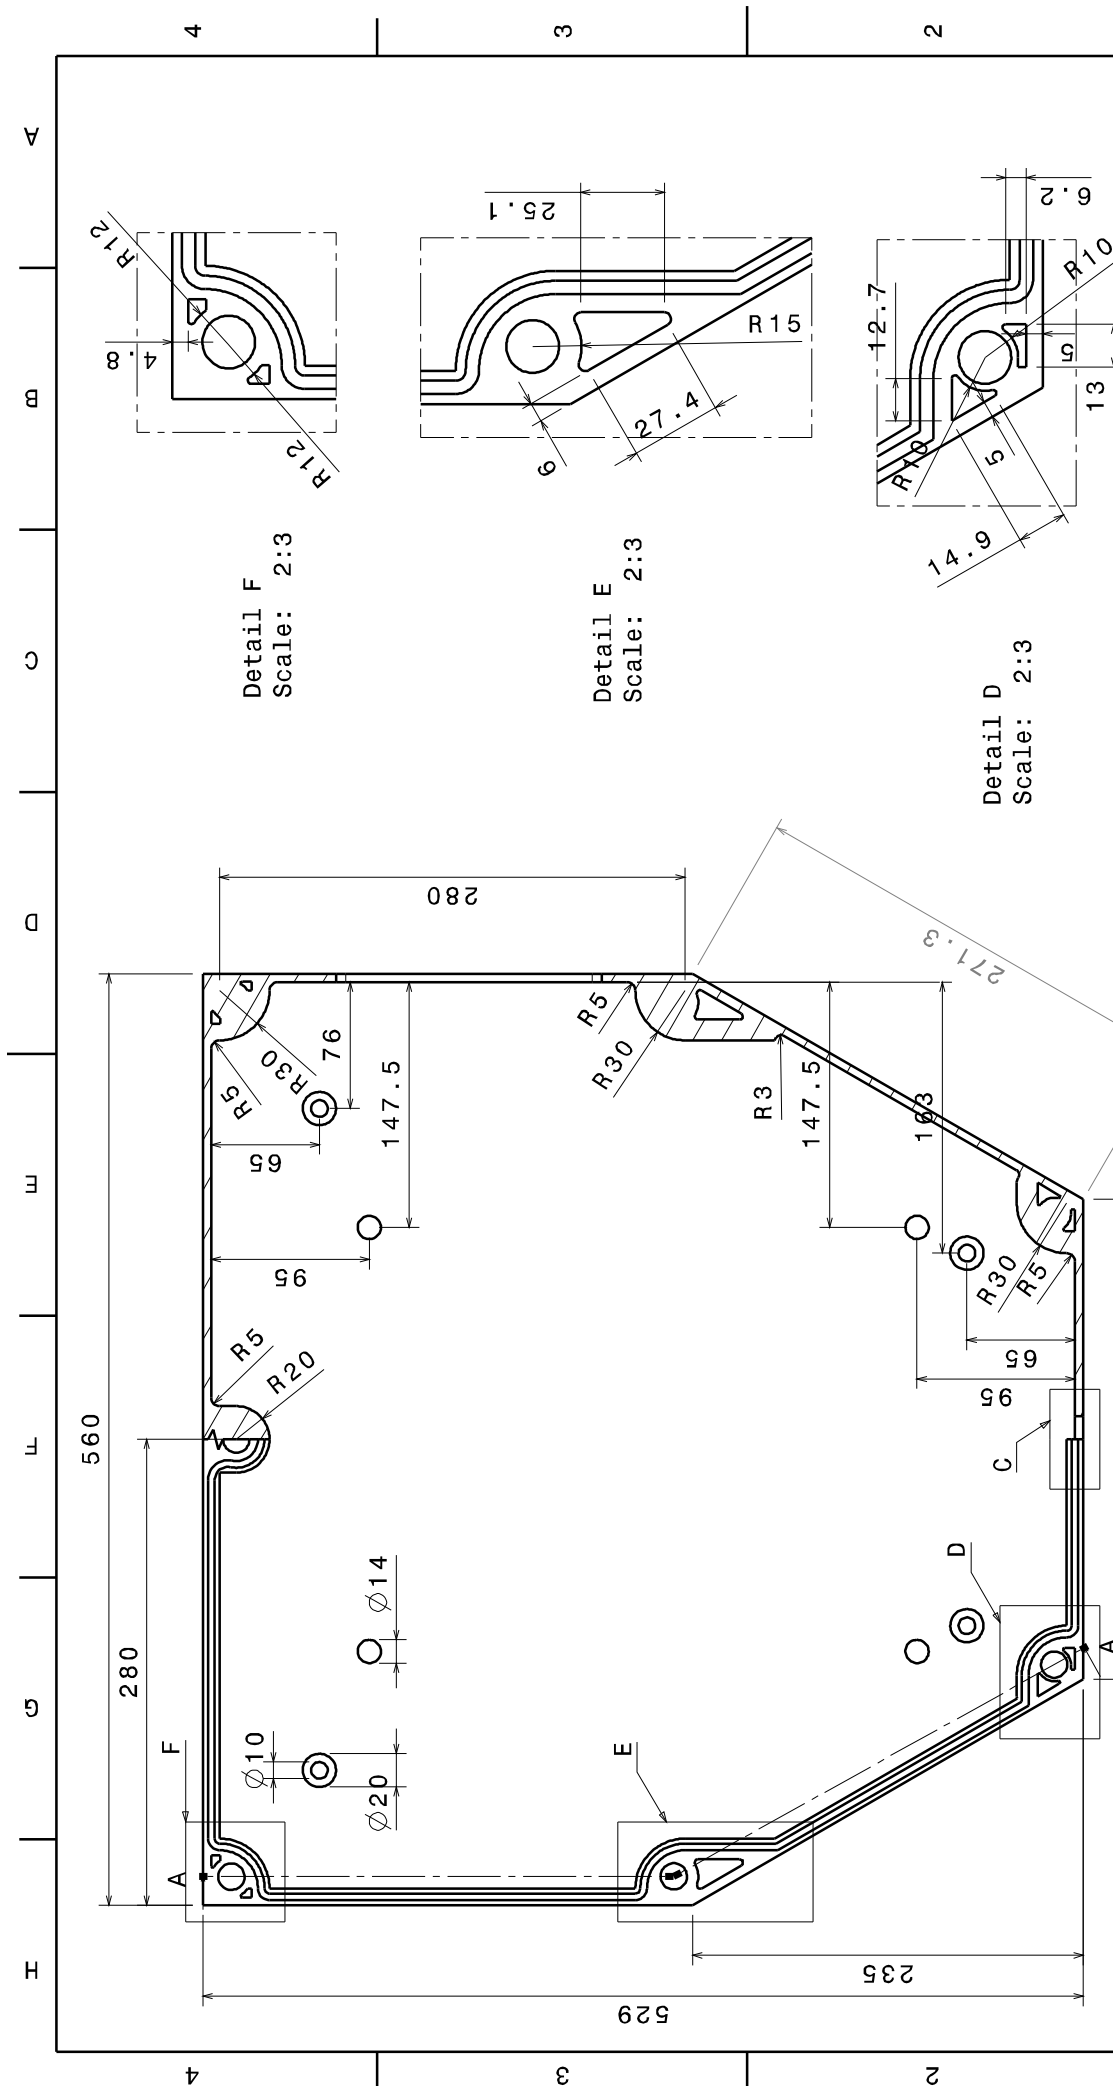 4
3
2
A
B
C
D
E
F
G
H
4
3
2
R12
4.8
R12
Detail F
Scale: 2:3
25.1
R15
27.4
6
Detail E
Scale: 2:3
6.2
R10
12.7
5
13
R10
5
14.9
Detail D
Scale: 2:3
280
271.3
R5
R30
76
147.5
65
95
R5
R30
R3
147.5
163
R30
R5
65
95
560
280
R5
R20
C
D
A
Ø14
Ø10
Ø20
F
A
E
235
529